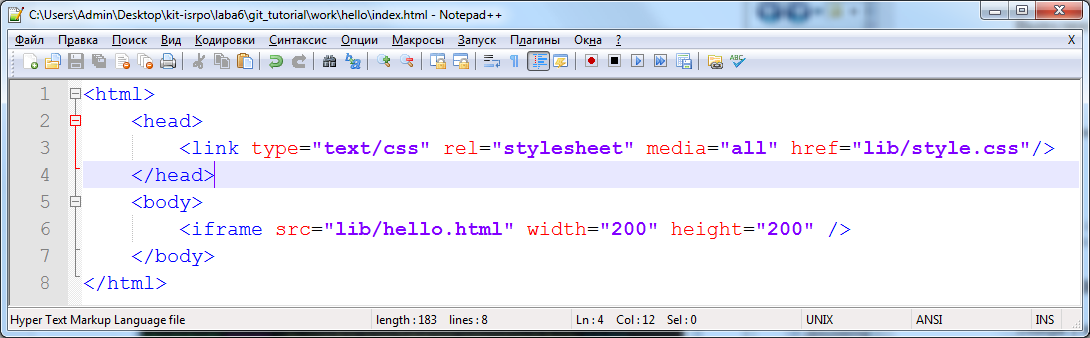 C:\Users\Admin\Desktop\kit-isrpo\laba6\git_tutorial\work\hello\index.html - Notepad++
Файл Правка Поиск Вид Кодировки Синтаксис Опции Макросы Запуск Плагины Окна ? X
1 <html>
2 <head>
3 <link type="text/css" rel="stylesheet" media="all" href="lib/style.css"/>
4 </head>
5 <body>
6 <iframe src="lib/hello.html" width="200" height="200" />
7 </body>
8 </html>
Hyper Text Markup Language file length : 183 lines : 8 Ln : 4 Col : 12 Sel : 0 UNIX ANSI INS